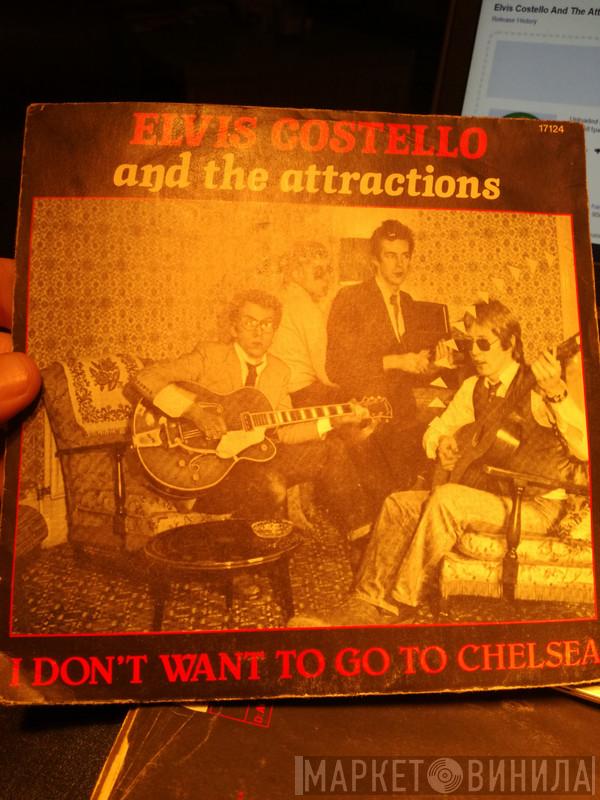 Elvis Costello And The Att
Release History
Uploaded
17124
ELVIS COSTELLO
and the attractions
I DON'T WANT TO GO TO CHELSEA
МАРКЕТ ВИНИЛА